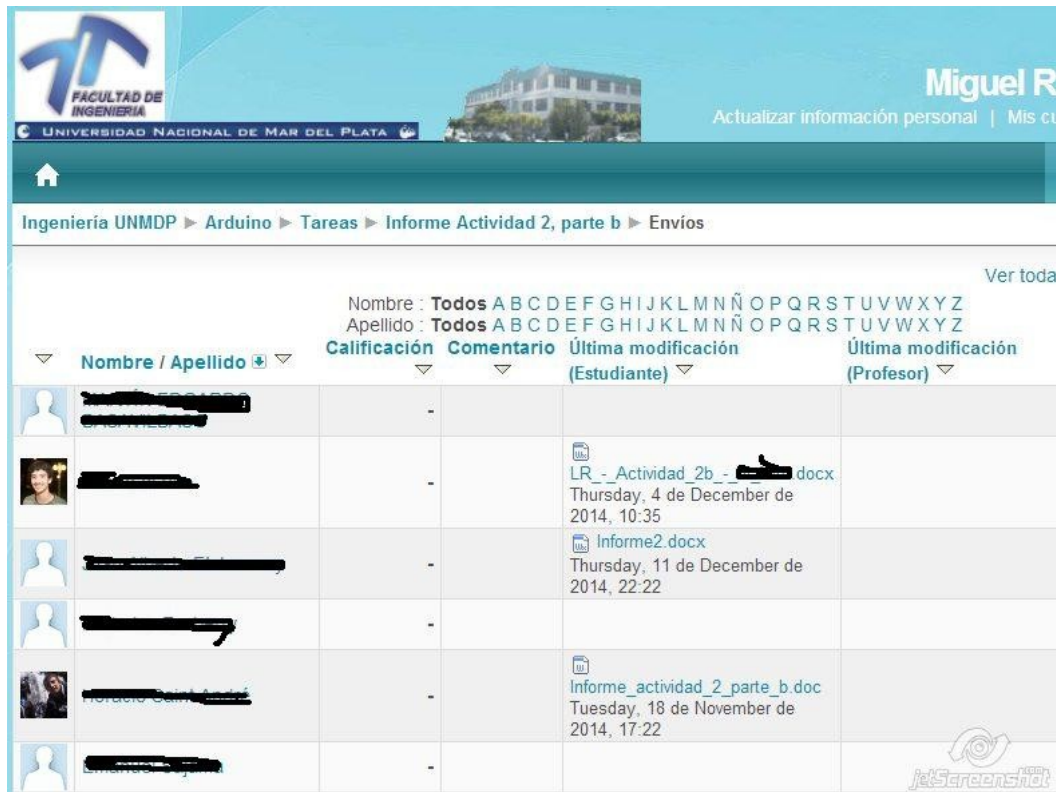 FACULTAD DE
INGENIERIA
UNIVERSIDAD NACIONAL DE MAR DEL PLATA
Miguel R
Actualizar información personal | Mis cu
Ingeniería UNMDP ► Arduino ► Tareas ► Informe Actividad 2, parte b ► Envíos
Ver toda
Nombre : Todos A B C D E F G H I J K L M N Ñ O P Q R S T U V W X Y Z
Apellido : Todos A B C D E F G H I J K L M N Ñ O P Q R S T U V W X Y Z
Nombre / Apellido Calificación Comentario Última modificación (Estudiante) Última modificación (Profesor)
-
LR_-_Actividad_2b_-_ .docx
- Thursday, 4 de December de
2014, 10:35
Informe2.docx
- Thursday, 11 de December de
2014, 22:22
-
Informe_actividad_2_parte_b.doc
- Tuesday, 18 de November de
2014, 17:22
-
jetScreenshot
.com